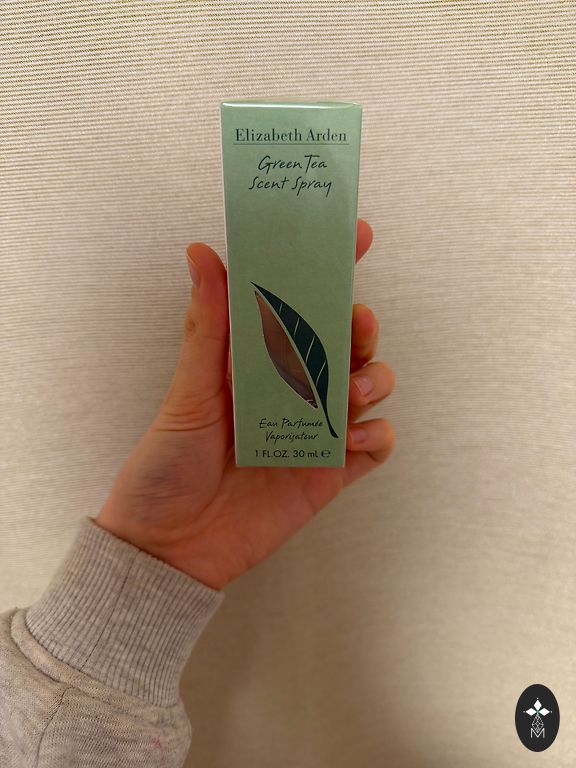 Elizabeth Arden
Green Tea
Scent Spray
Eau Parfumée
Vaporisateur
1 FL.OZ. 30 mL ℮
M